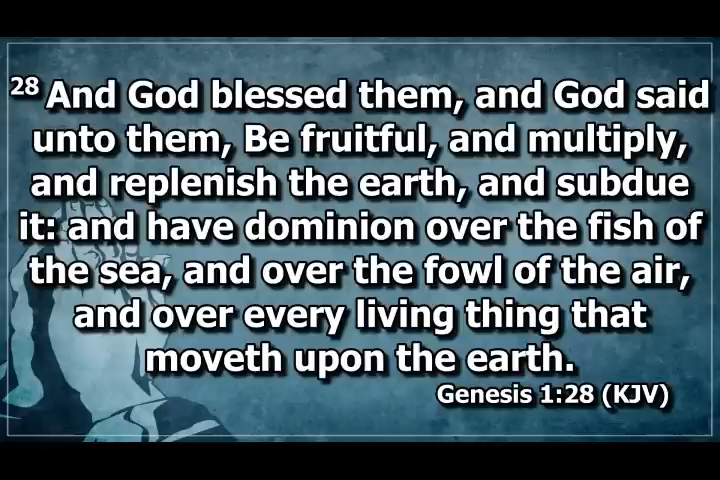 28 And God blessed them, and God said
unto them, Be fruitful, and multiply,
and replenish the earth, and subdue
it: and have dominion over the fish of
the sea, and over the fowl of the air,
and over every living thing that
moveth upon the earth.
Genesis 1:28 (KJV)